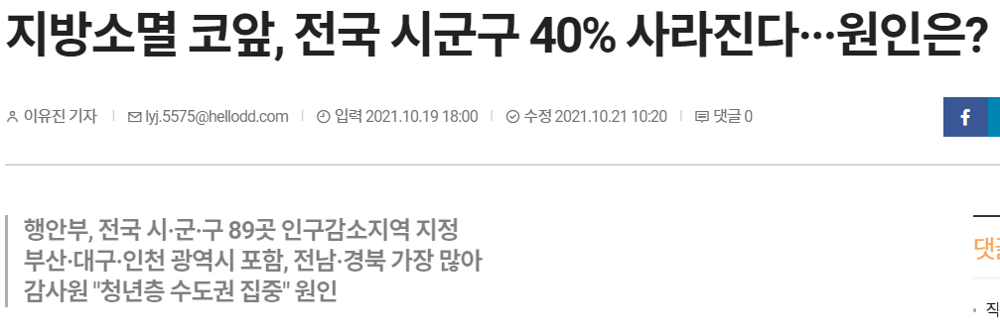 지방소멸 코앞, 전국 시군구 40% 사라진다···원인은?
이유진 기자 lyj.5575@hellodd.com 입력 2021.10.19 18:00 수정 2021.10.21 10:20 댓글 0
f
행안부, 전국 시·군·구 89곳 인구감소지역 지정
부산·대구·인천 광역시 포함, 전남·경북 가장 많아
감사원 "청년층 수도권 집중" 원인